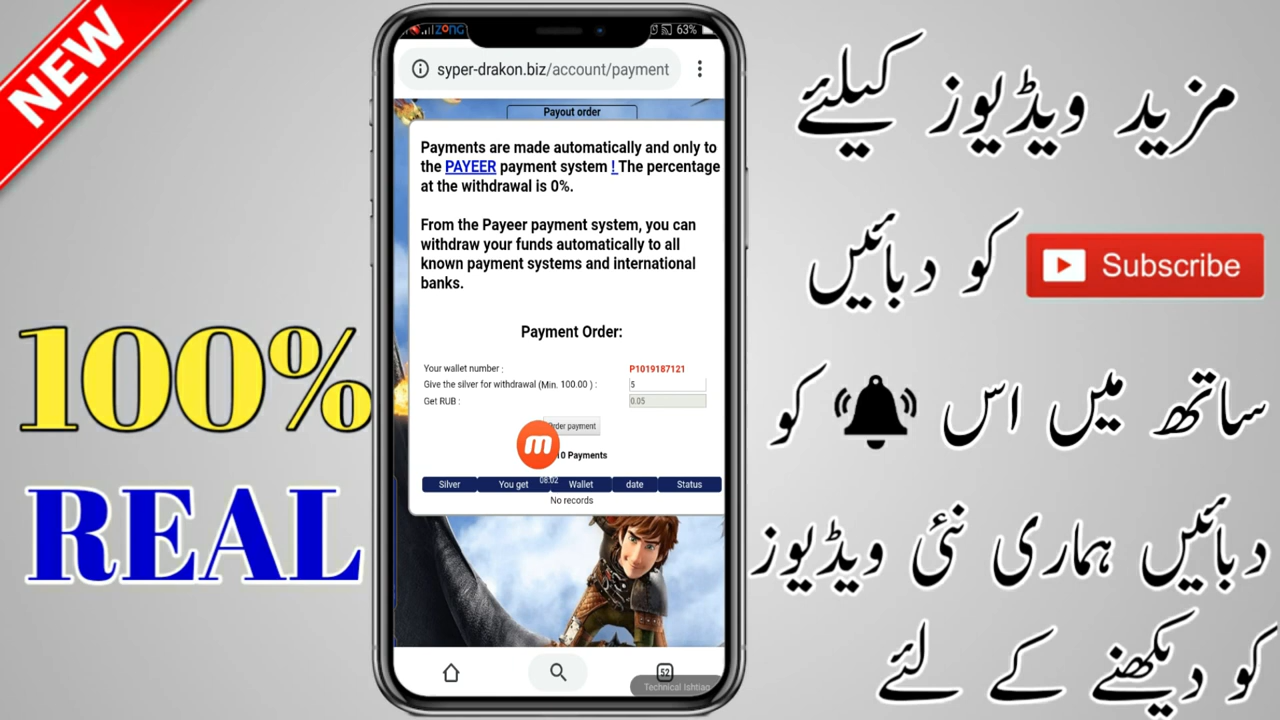 NEW
100%
REAL
ZONG 63%
syper-drakon.biz/account/payment
Payout order
Payments are made automatically and only to
the PAYEER payment system ! The percentage
at the withdrawal is 0%.
From the Payeer payment system, you can
withdraw your funds automatically to all
known payment systems and international
banks.
Payment Order:
Your wallet number : P1019187121
Give the silver for withdrawal (Min. 100.00 ) : 5
Get RUB : 0.05
Order payment
10 Payments
08:02
Silver You get Wallet date Status
No records
52
Technical Ishtiaq
مزید ویڈیوز کیلئے
Subscribe کو دبائیں
ساتھ میں اس کو
دبائیں ہماری نئی ویڈیوز
کو دیکھنے کے لئے